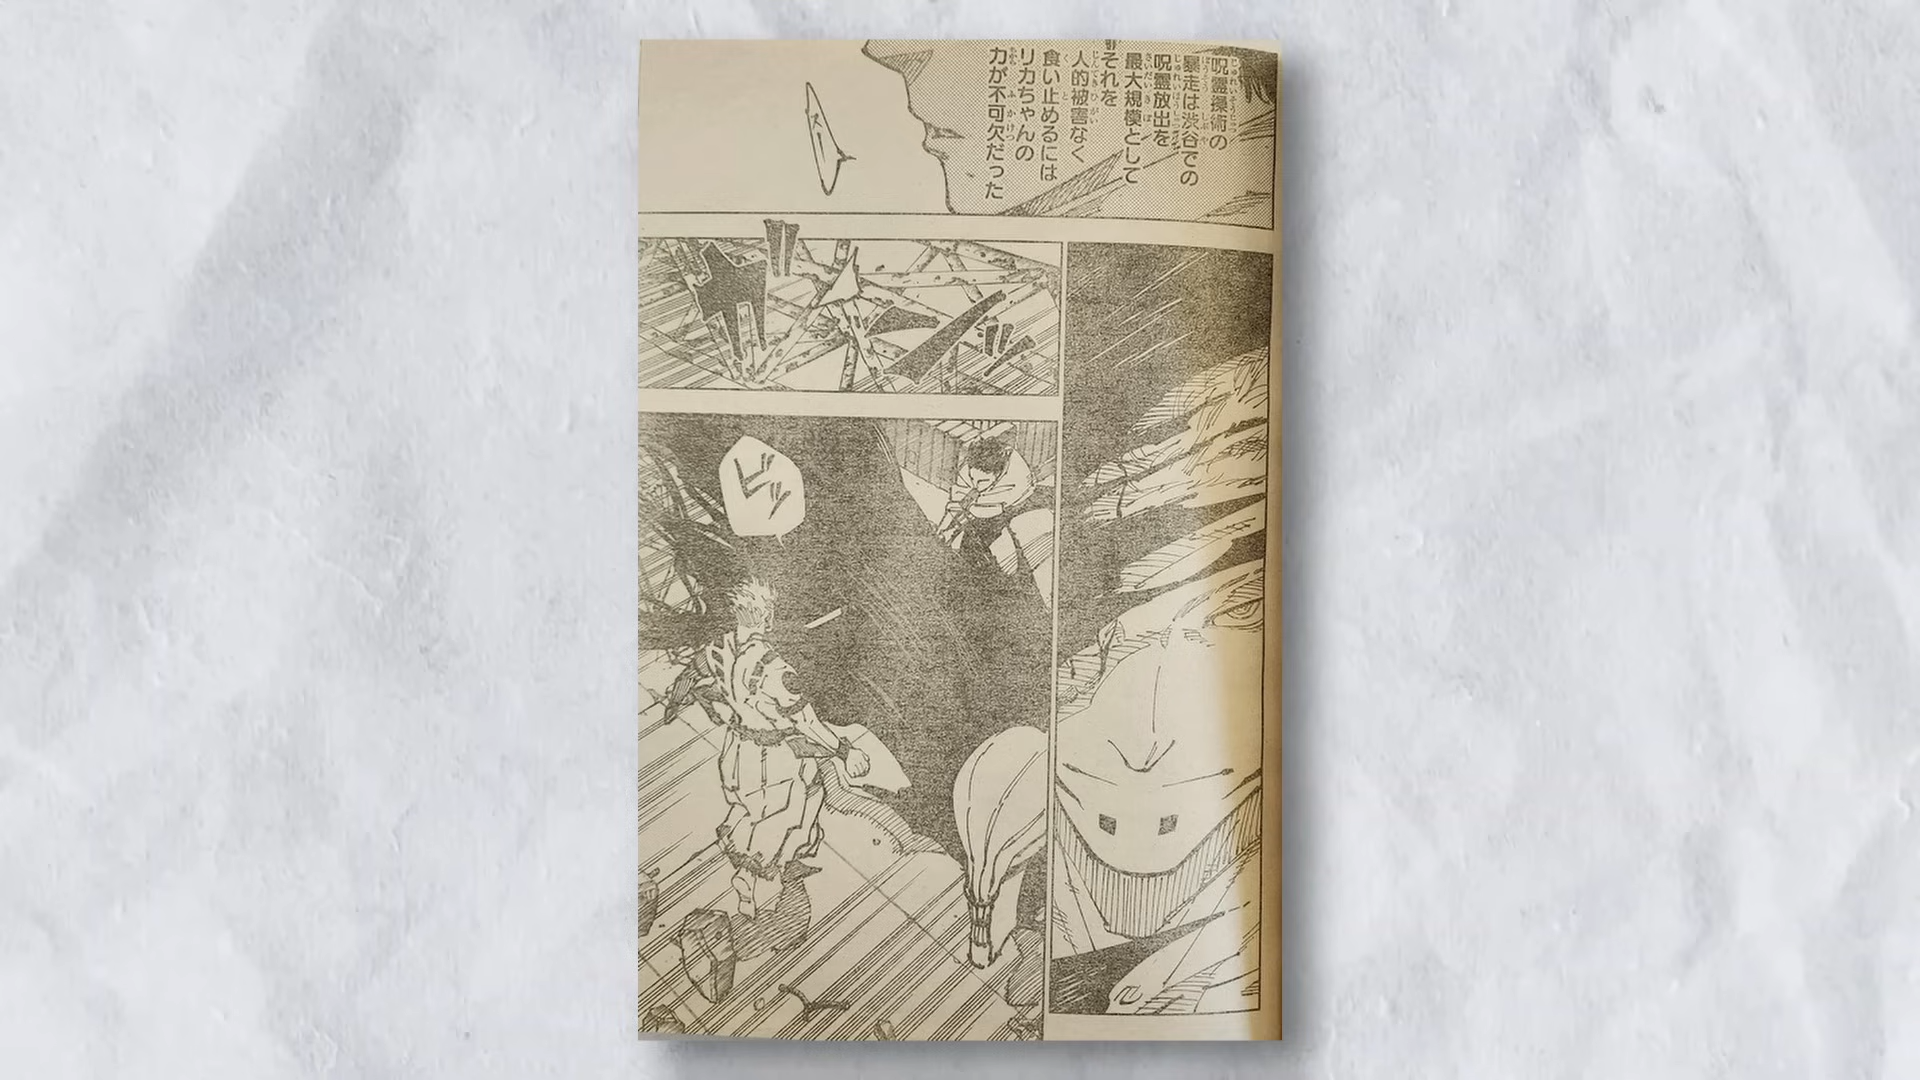 呪霊操術の
暴走は渋谷での
呪霊放出を
最大規模として
それを
人的被害なく
食い止めるには
リカちゃんの
力が不可欠だった
スー
ビッ